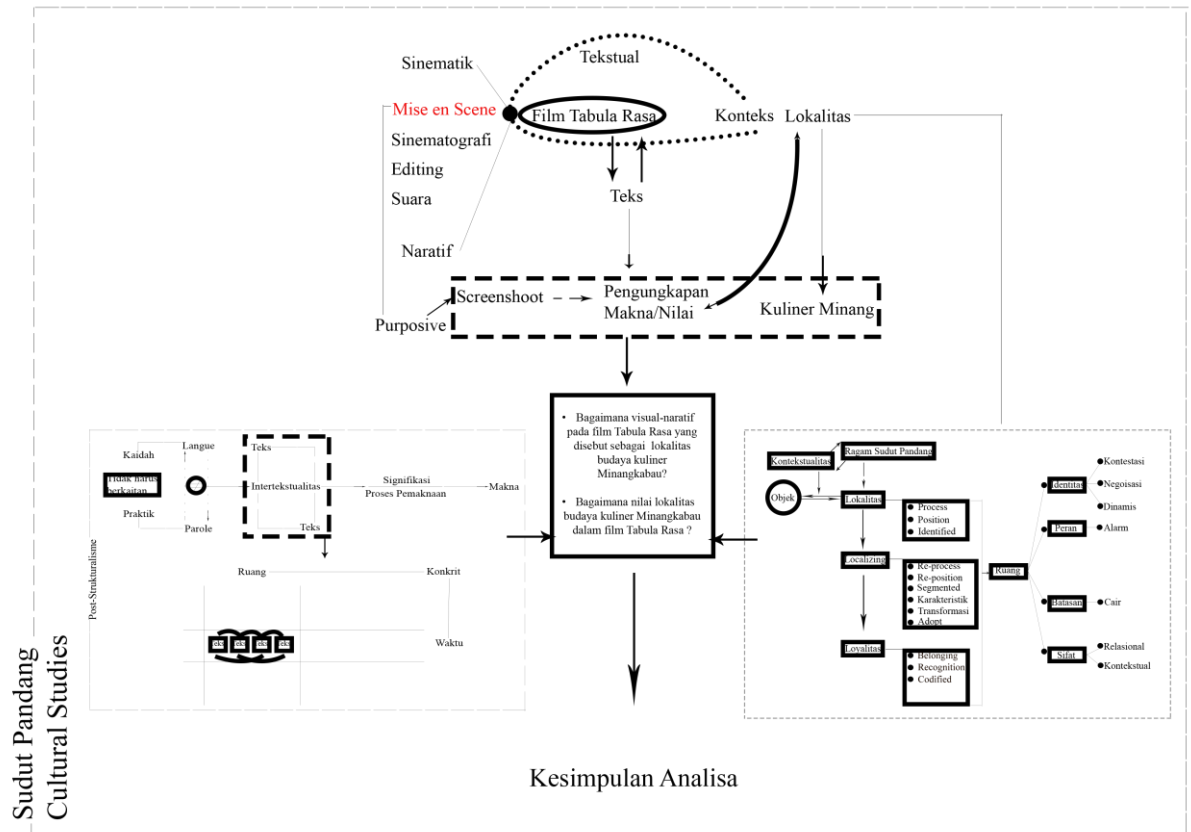 Tekstual
Sinematik
Mise en Scene
Film Tabula Rasa
Konteks
Lokalitas
Sinematografi
Editing
Suara
Teks
Naratif
Screenshoot
Pengungkapan
Makna/Nilai
Kuliner Minang
Purposive
• Bagaimana visual-naratif
pada film Tabula Rasa yang
disebut sebagai lokalitas
budaya kuliner
Minangkabau?
• Bagaimana nilai lokalitas
budaya kuliner Minangkabau
dalam film Tabula Rasa ?
Langue
Kaidah
Tidak harus
berkaitan
Praktik
Parole
Teks
Intertekstualitas
Teks
Signifikasi
Proses Pemaknaan
Makna
Ruang
Konkrit
Waktu
Teks
Teks
Teks
Teks
Post-Strukturalisme
Kontekstualitas
Ragam Sudut Pandang
Objek
Lokalitas
Process
Position
Identified
Localizing
Re-process
Re-position
Segmented
Karakteristik
Transformasi
Adopt
Loyalitas
Belonging
Recognition
Codified
Ruang
Identitas
Kontestasi
Negoisasi
Dinamis
Peran
Alarm
Batasan
Cair
Sifat
Relasional
Kontekstual
Sudut Pandang
Cultural Studies
Kesimpulan Analisa